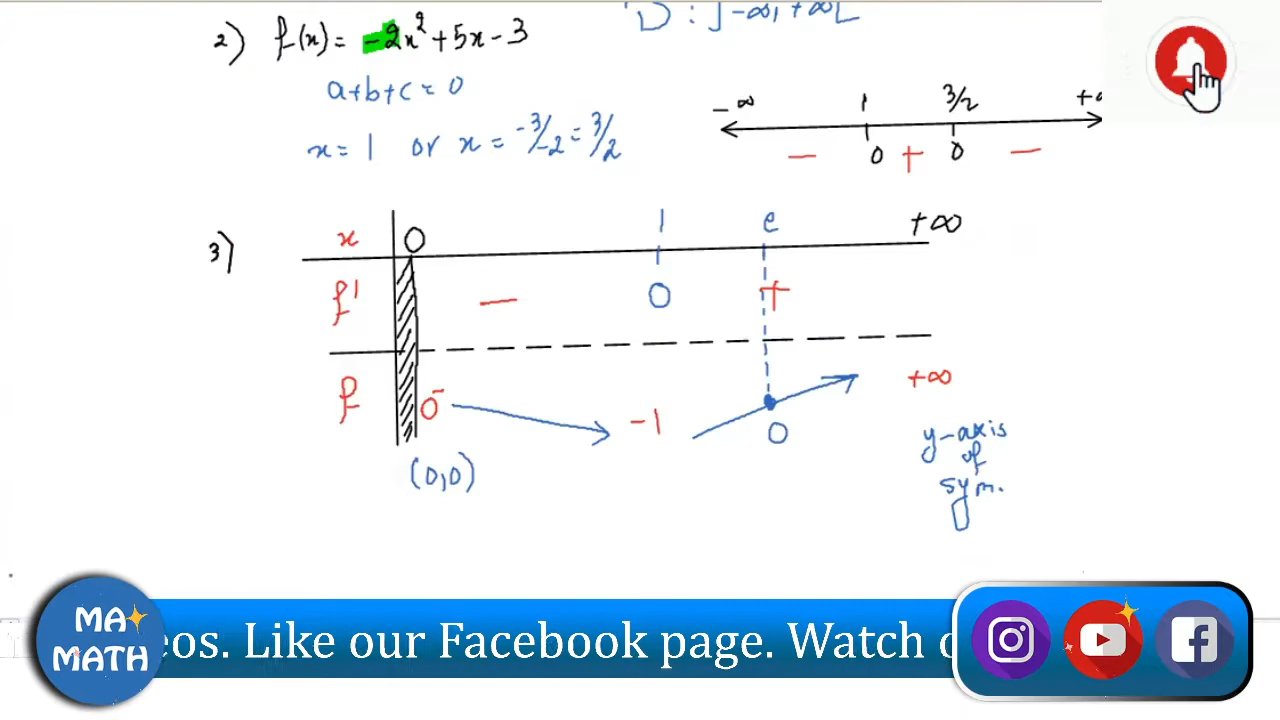 D : ]-∞, +∞[
2) f(x) = -2x² + 5x - 3
a+b+c = 0
x = 1 or x = -3/-2 = 3/2
-∞ 1 3/2
- 0 + 0 -
3)
x 0 1 e +∞
f' - 0 +
f 0⁻ -1 0 +∞
(0,0)
y-axis
of
sym.
MA
MATH
eos. Like our Facebook page. Watch